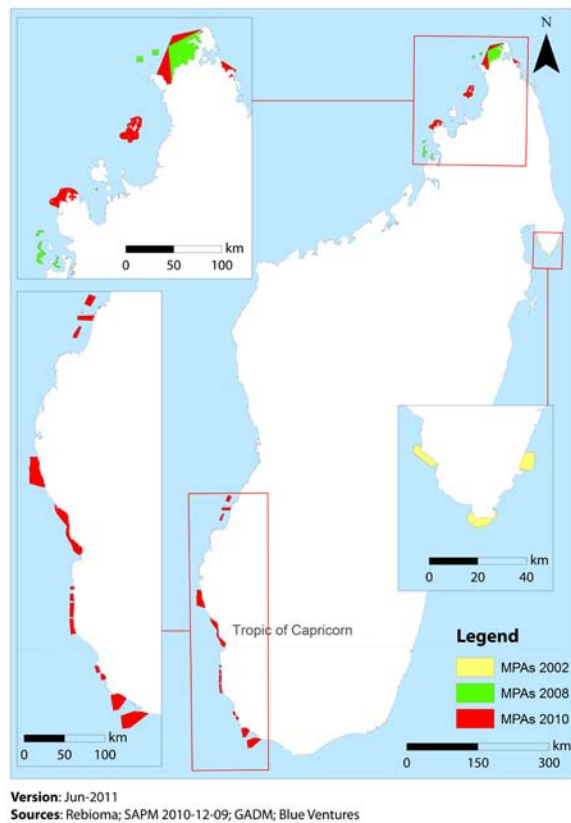 N
km
0 50 100
Tropic of Capricorn
km
0 20 40
Legend
MPAs 2002
MPAs 2008
MPAs 2010
km
0 50 100
km
0 150 300
Version: Jun-2011
Sources: Rebioma; SAPM 2010-12-09; GADM; Blue Ventures